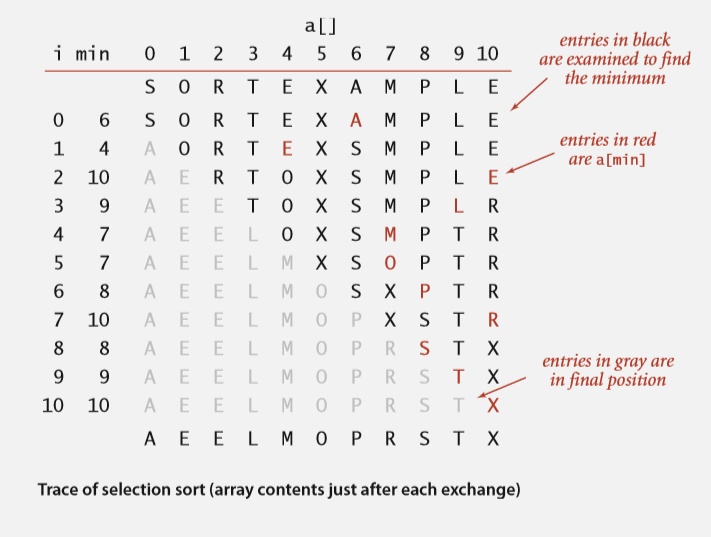 a[]
i min 0 1 2 3 4 5 6 7 8 9 10
entries in black
are examined to find
the minimum
S O R T E X A M P L E
0 6 S O R T E X A M P L E
1 4 A O R T E X S M P L E
entries in red
are a[min]
2 10 A E R T O X S M P L E
3 9 A E E T O X S M P L R
4 7 A E E L O X S M P T R
5 7 A E E L M X S O P T R
6 8 A E E L M O S X P T R
7 10 A E E L M O P X S T R
8 8 A E E L M O P R S T X
entries in gray are
in final position
9 9 A E E L M O P R S T X
10 10 A E E L M O P R S T X
A E E L M O P R S T X
Trace of selection sort (array contents just after each exchange)